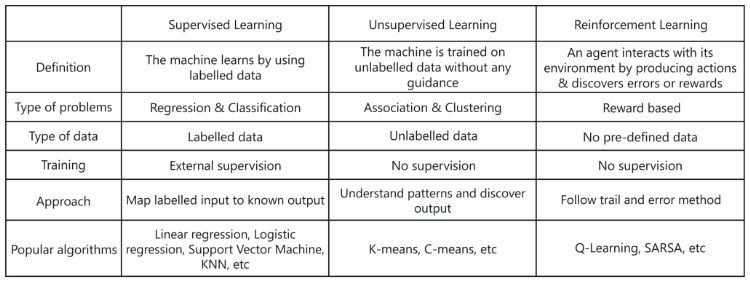 Supervised Learning
Unsupervised Learning
Reinforcement Learning
Definition
The machine learns by using
labelled data
The machine is trained on
unlabelled data without any
guidance
An agent interacts with its
environment by producing actions
& discovers errors or rewards
Type of problems
Regression & Classification
Association & Clustering
Reward based
Type of data
Labelled data
Unlabelled data
No pre-defined data
Training
External supervision
No supervision
No supervision
Approach
Map labelled input to known output
Understand patterns and discover
output
Follow trail and error method
Popular algorithms
Linear regression, Logistic
regression, Support Vector Machine,
KNN, etc
K-means, C-means, etc
Q-Learning, SARSA, etc